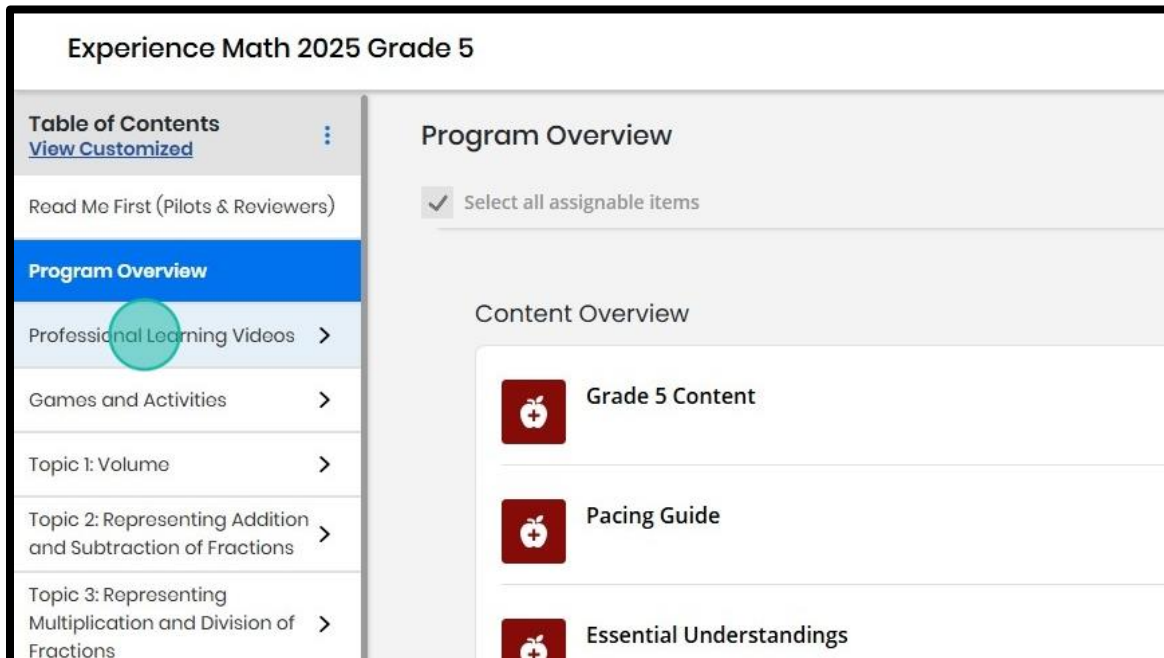 Experience Math 2025 Grade 5
Table of Contents
View Customized
Read Me First (Pilots & Reviewers)
Program Overview
Professional Learning Videos
Games and Activities
Topic 1: Volume
Topic 2: Representing Addition
and Subtraction of Fractions
Topic 3: Representing
Multiplication and Division of
Fractions
Program Overview
Select all assignable items
Content Overview
Grade 5 Content
Pacing Guide
Essential Understandings